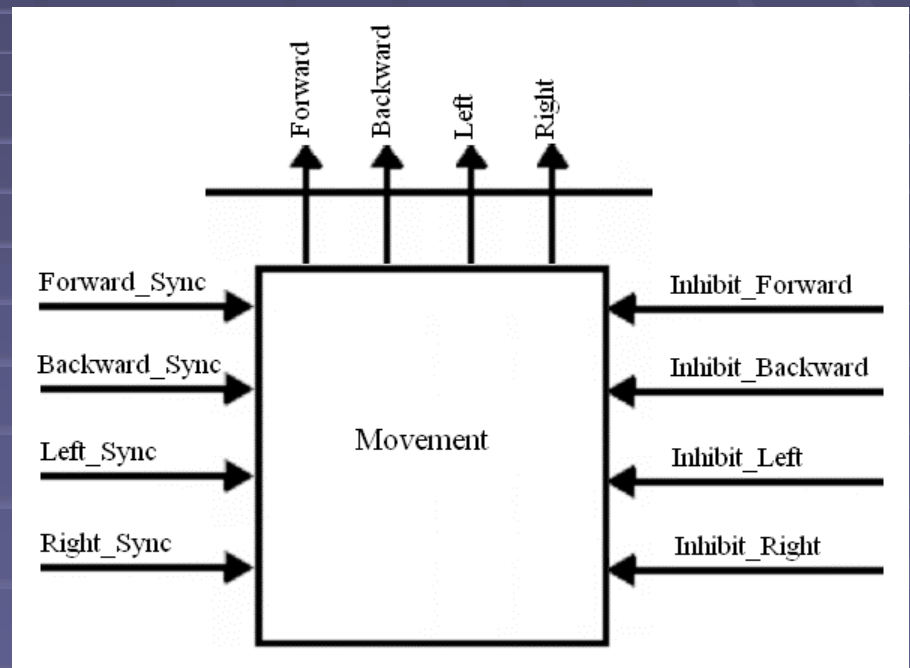 Forward
Backward
Left
Right
Forward_Sync
Inhibit_Forward
Backward_Sync
Inhibit_Backward
Movement
Left_Sync
Inhibit_Left
Right_Sync
Inhibit_Right